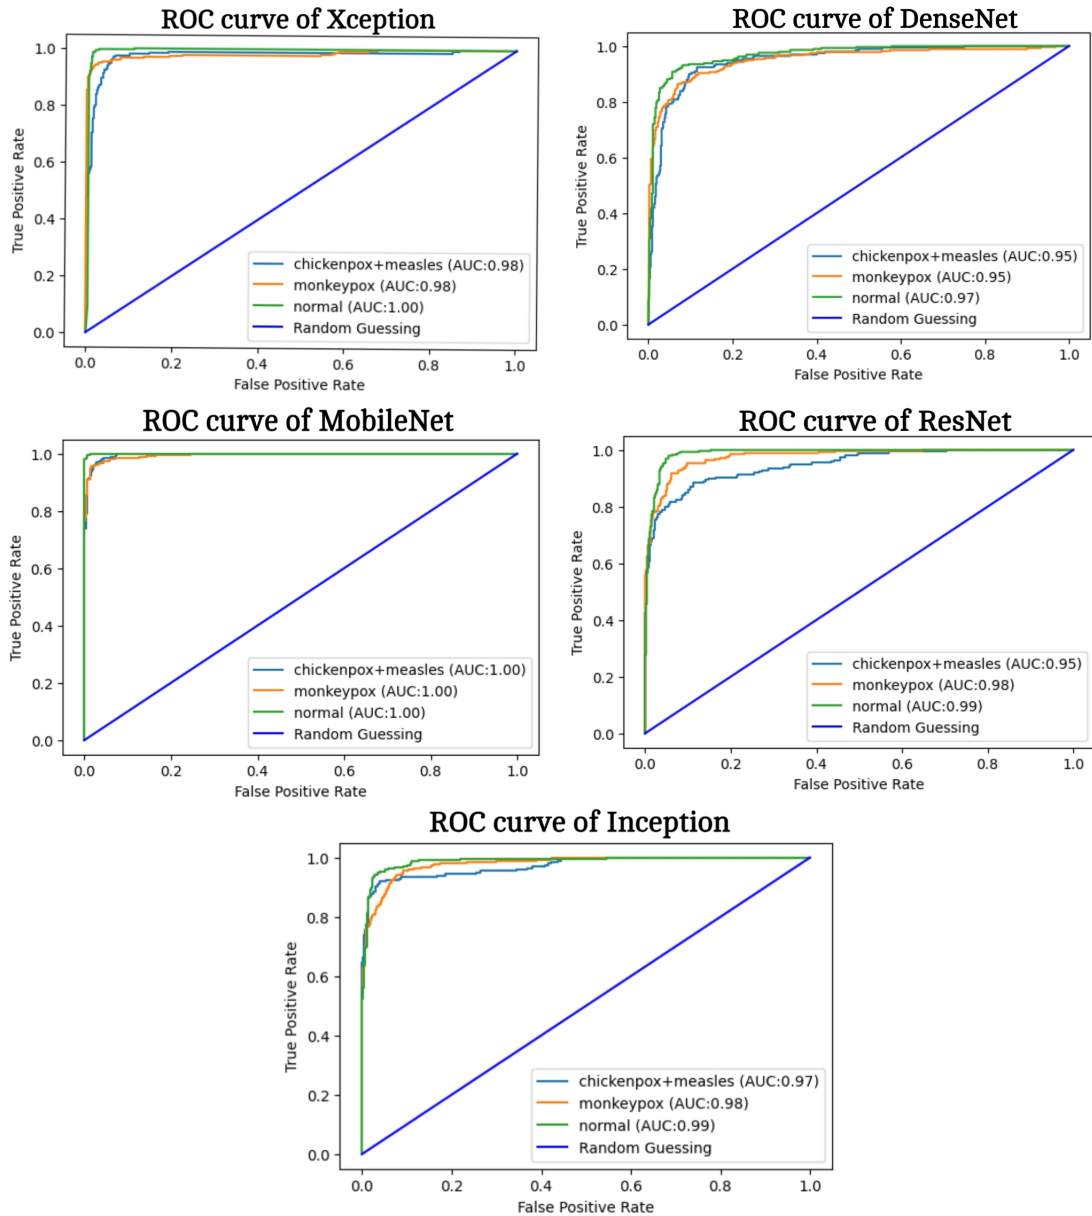 ROC curve of Xception
1.0
0.8
0.6
0.4
0.2
0.0
True Positive Rate
chickenpox+measles (AUC:0.98)
monkeypox (AUC:0.98)
normal (AUC:1.00)
Random Guessing
0.0 0.2 0.4 0.6 0.8 1.0
False Positive Rate
ROC curve of DenseNet
1.0
0.8
0.6
0.4
0.2
0.0
True Positive Rate
chickenpox+measles (AUC:0.95)
monkeypox (AUC:0.95)
normal (AUC:0.97)
Random Guessing
0.0 0.2 0.4 0.6 0.8 1.0
False Positive Rate
ROC curve of MobileNet
1.0
0.8
0.6
0.4
0.2
0.0
True Positive Rate
chickenpox+measles (AUC:1.00)
monkeypox (AUC:1.00)
normal (AUC:1.00)
Random Guessing
0.0 0.2 0.4 0.6 0.8 1.0
False Positive Rate
ROC curve of ResNet
1.0
0.8
0.6
0.4
0.2
0.0
True Positive Rate
chickenpox+measles (AUC:0.95)
monkeypox (AUC:0.98)
normal (AUC:0.99)
Random Guessing
0.0 0.2 0.4 0.6 0.8 1.0
False Positive Rate
ROC curve of Inception
1.0
0.8
0.6
0.4
0.2
0.0
True Positive Rate
chickenpox+measles (AUC:0.97)
monkeypox (AUC:0.98)
normal (AUC:0.99)
Random Guessing
0.0 0.2 0.4 0.6 0.8 1.0
False Positive Rate